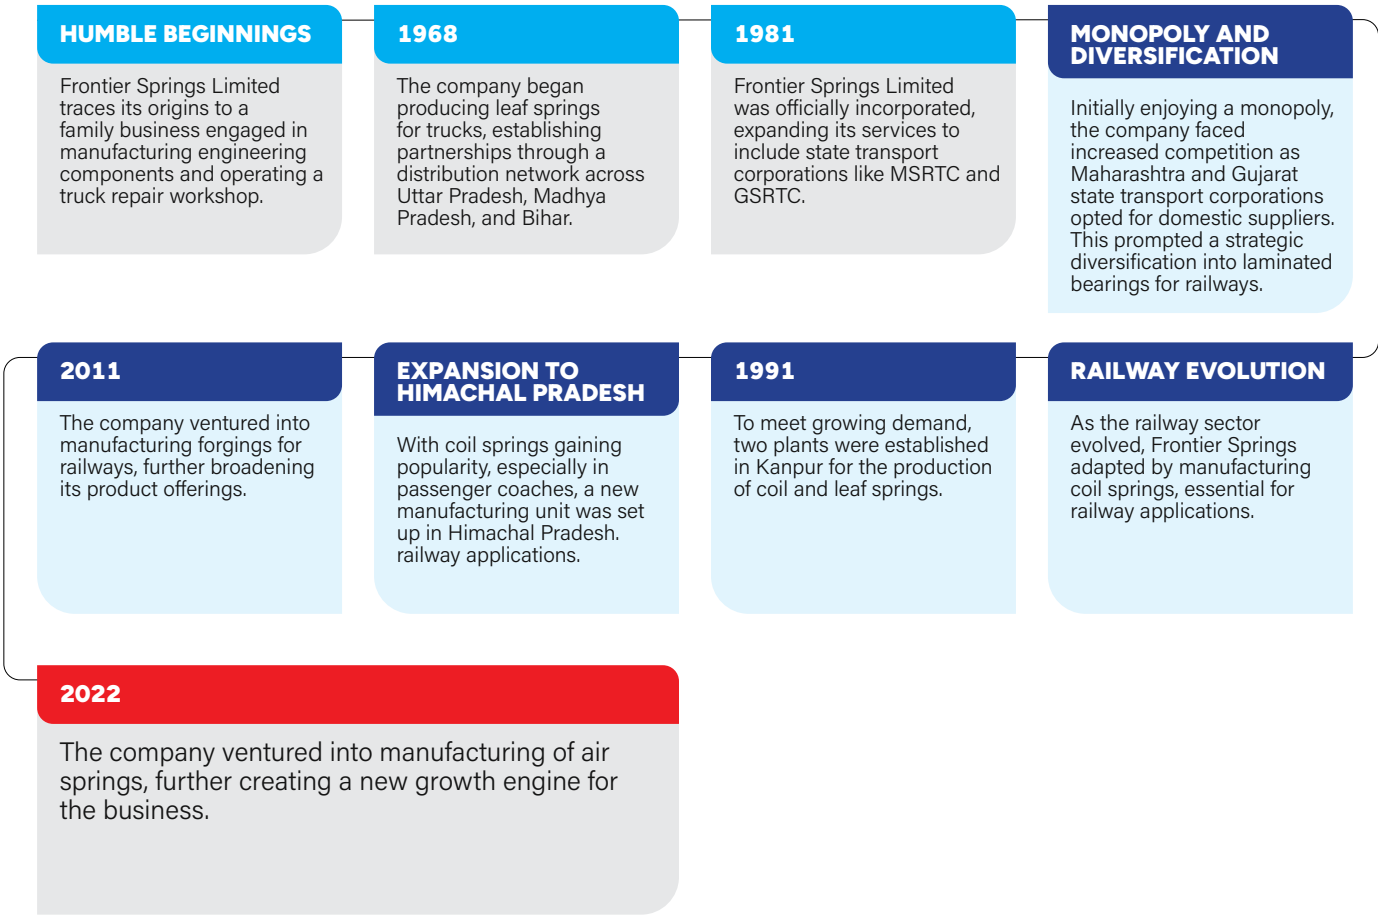 HUMBLE BEGINNINGS
Frontier Springs Limited
traces its origins to a
family business engaged in
manufacturing engineering
components and operating a
truck repair workshop.
1968
The company began
producing leaf springs
for trucks, establishing
partnerships through a
distribution network across
Uttar Pradesh, Madhya
Pradesh, and Bihar.
1981
Frontier Springs Limited
was officially incorporated,
expanding its services to
include state transport
corporations like MSRTC and
GSRTC.
MONOPOLY AND
DIVERSIFICATION
Initially enjoying a monopoly,
the company faced
increased competition as
Maharashtra and Gujarat
state transport corporations
opted for domestic suppliers.
This prompted a strategic
diversification into laminated
bearings for railways.
RAILWAY EVOLUTION
As the railway sector
evolved, Frontier Springs
adapted by manufacturing
coil springs, essential for
railway applications.
1991
To meet growing demand,
two plants were established
in Kanpur for the production
of coil and leaf springs.
EXPANSION TO
HIMACHAL PRADESH
With coil springs gaining
popularity, especially in
passenger coaches, a new
manufacturing unit was set
up in Himachal Pradesh.
railway applications.
2011
The company ventured into
manufacturing forgings for
railways, further broadening
its product offerings.
2022
The company ventured into manufacturing of air
springs, further creating a new growth engine for
the business.